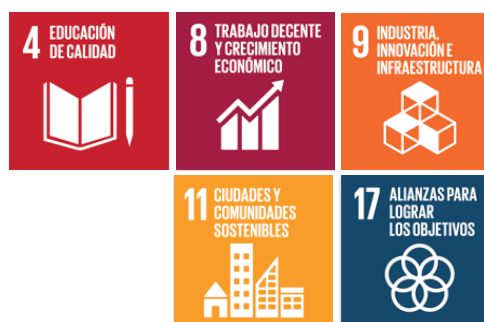 4 EDUCACIÓN
DE CALIDAD
8 TRABAJO DECENTE
Y CRECIMIENTO
ECONÓMICO
9 INDUSTRIA,
INNOVACIÓN E
INFRAESTRUCTURA
11 CIUDADES Y
COMUNIDADES
SOSTENIBLES
17 ALIANZAS PARA
LOGRAR
LOS OBJETIVOS